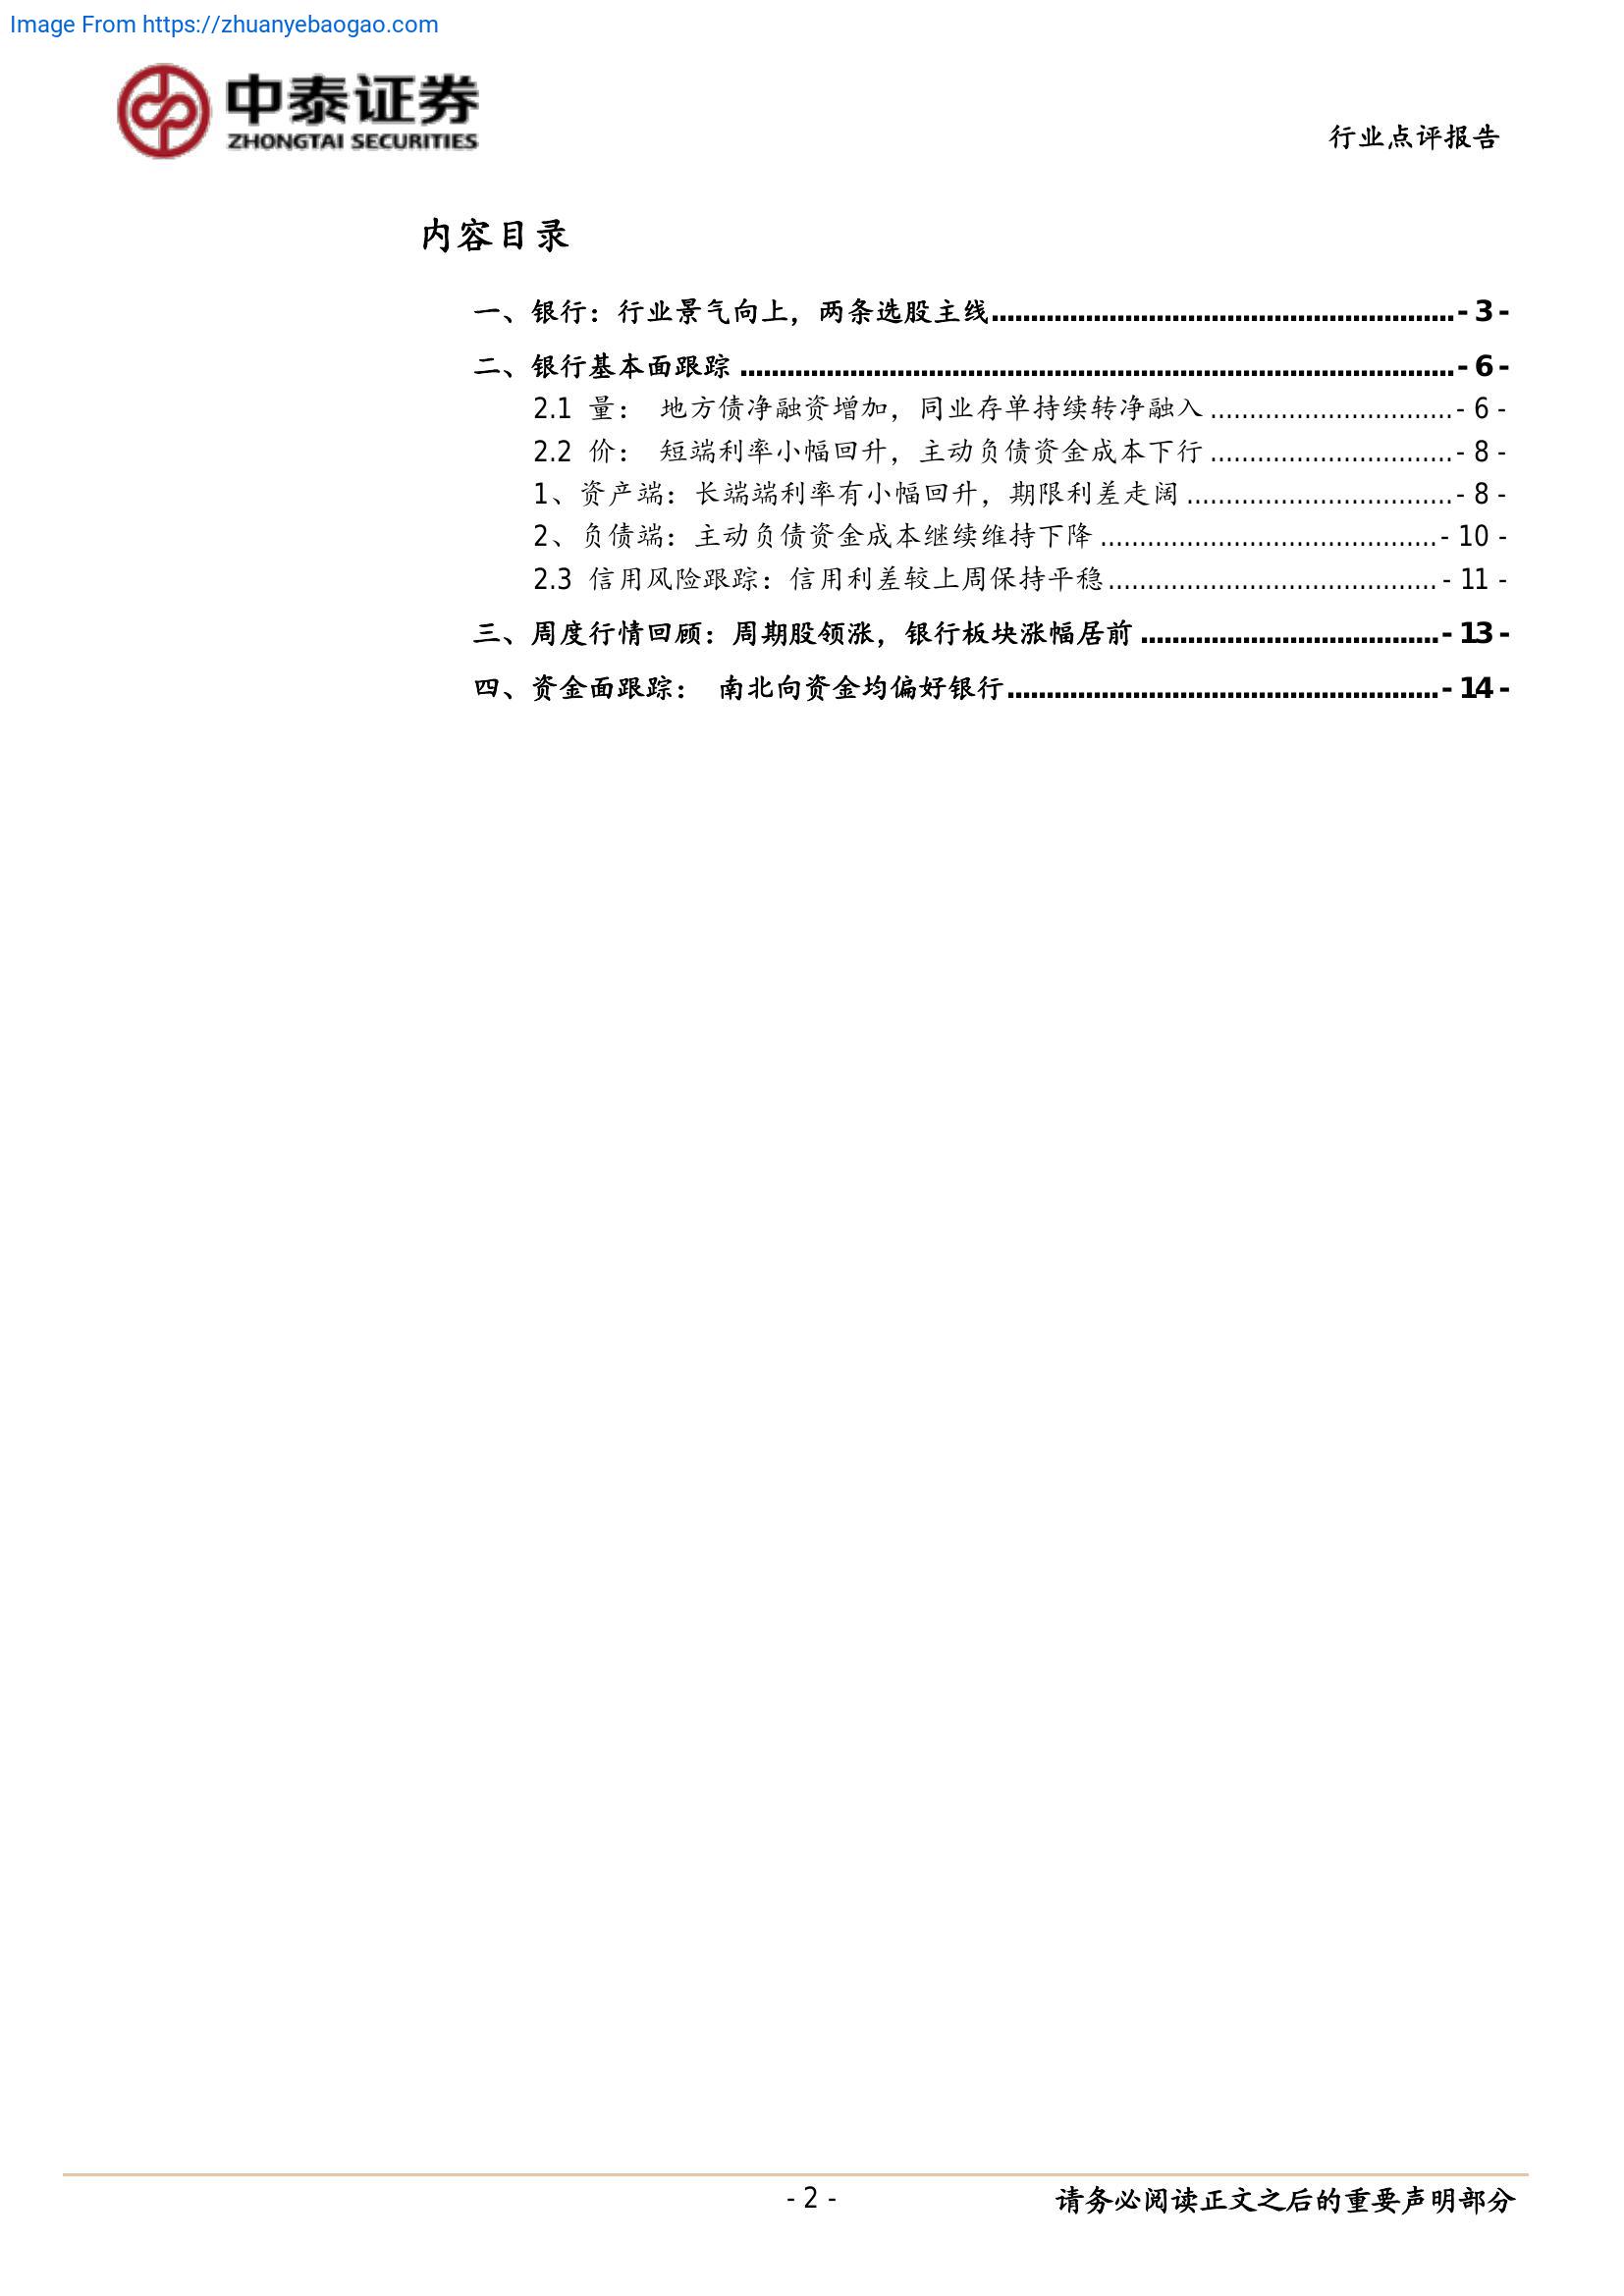 Image From https://zhuanyebaogao.com
中泰证券
ZHONGTAI SECURITIES
行业点评报告
内容目录
一、银行：行业景气向上，两条选股主线............................................................- 3 -
二、银行基本面跟踪 ............................................................................................- 6 -
2.1 量： 地方债净融资增加，同业存单持续转净融入 ...............................- 6 -
2.2 价： 短端利率小幅回升，主动负债资金成本下行 ...............................- 8 -
1、资产端：长端端利率有小幅回升，期限利差走阔 ..................................- 8 -
2、负债端：主动负债资金成本继续维持下降 ...........................................- 10 -
2.3 信用风险跟踪：信用利差较上周保持平稳.......................................... - 11 -
三、周度行情回顾：周期股领涨，银行板块涨幅居前 ......................................- 13 -
四、资金面跟踪： 南北向资金均偏好银行.......................................................- 14 -
- 2 -
请务必阅读正文之后的重要声明部分